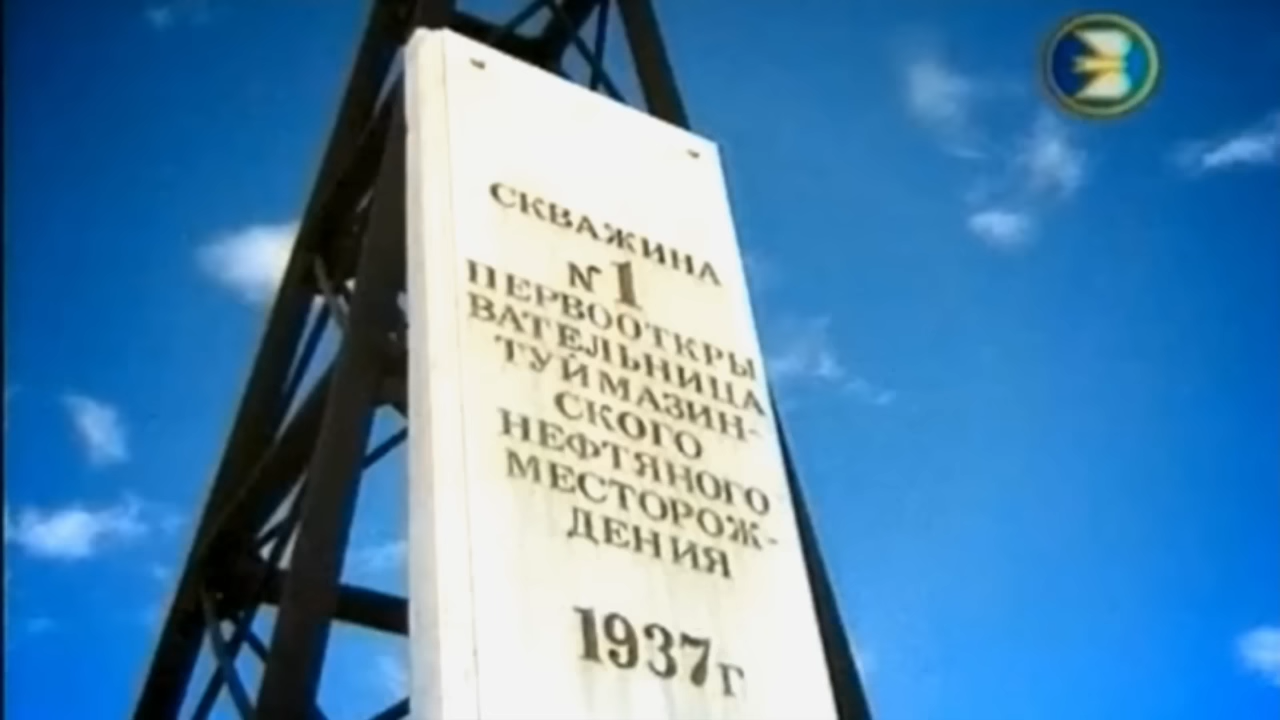 СКВАЖИНА
№1
ПЕРВООТКРЫ
ВАТЕЛЬНИЦА
ТУЙМАЗИН-
СКОГО
НЕФТЯНОГО
МЕСТОРОЖ-
ДЕНИЯ
1937г